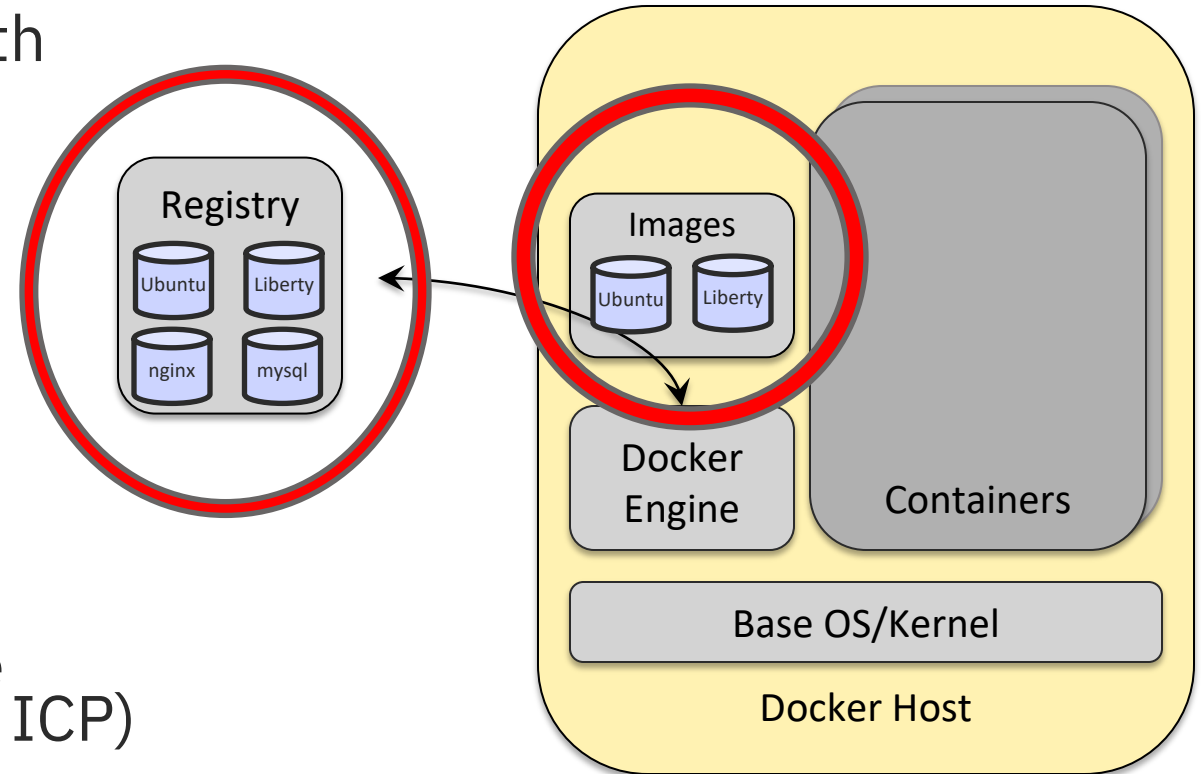 th
Registry
Ubuntu Liberty
nginx mysql
Images
Ubuntu Liberty
Docker
Engine
Containers
Base OS/Kernel
Docker Host
ICP)